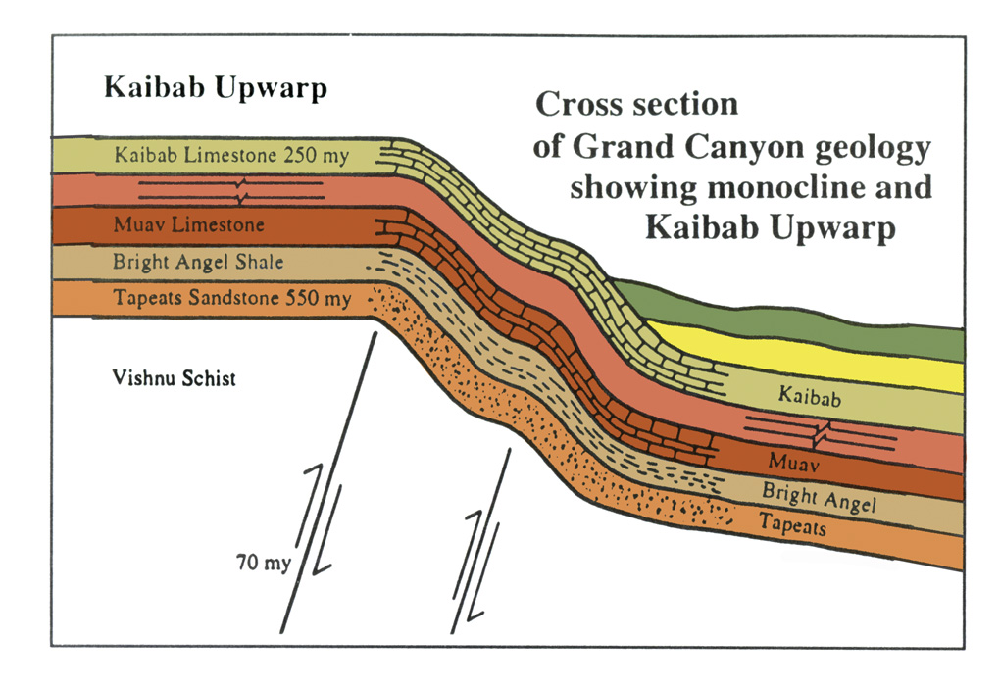 Kaibab Upwarp
Cross section
of Grand Canyon geology
showing monocline and
Kaibab Upwarp
Kaibab Limestone 250 my
Muav Limestone
Bright Angel Shale
Tapeats Sandstone 550 my
Vishnu Schist
Kaibab
Muav
Bright Angel
Tapeats
70 my